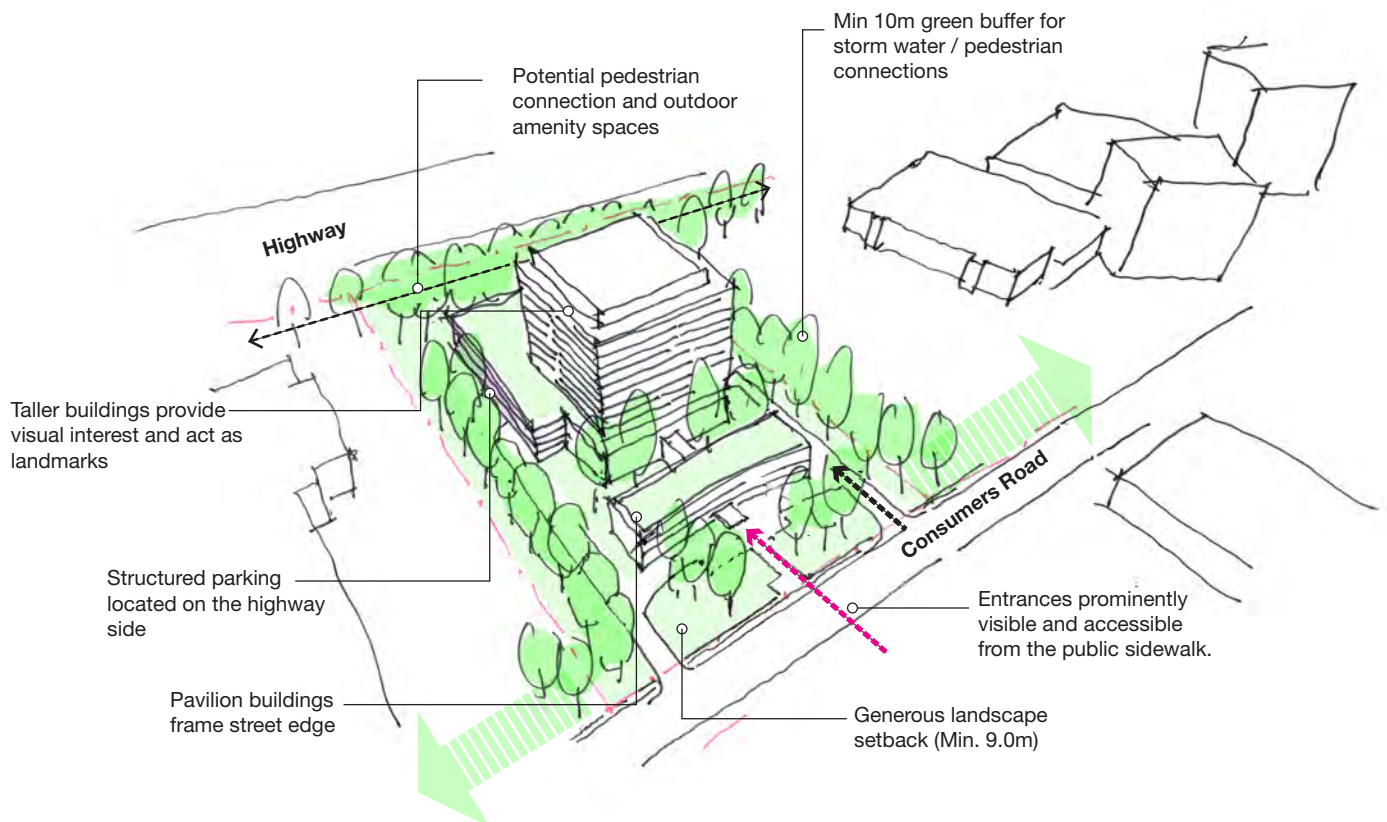 Min 10m green buffer for
storm water / pedestrian
connections
Potential pedestrian
connection and outdoor
amenity spaces
Highway
Taller buildings provide
visual interest and act as
landmarks
Consumers Road
Structured parking
located on the highway
side
Entrances prominently
visible and accessible
from the public sidewalk.
Pavilion buildings
frame street edge
Generous landscape
setback (Min. 9.0m)